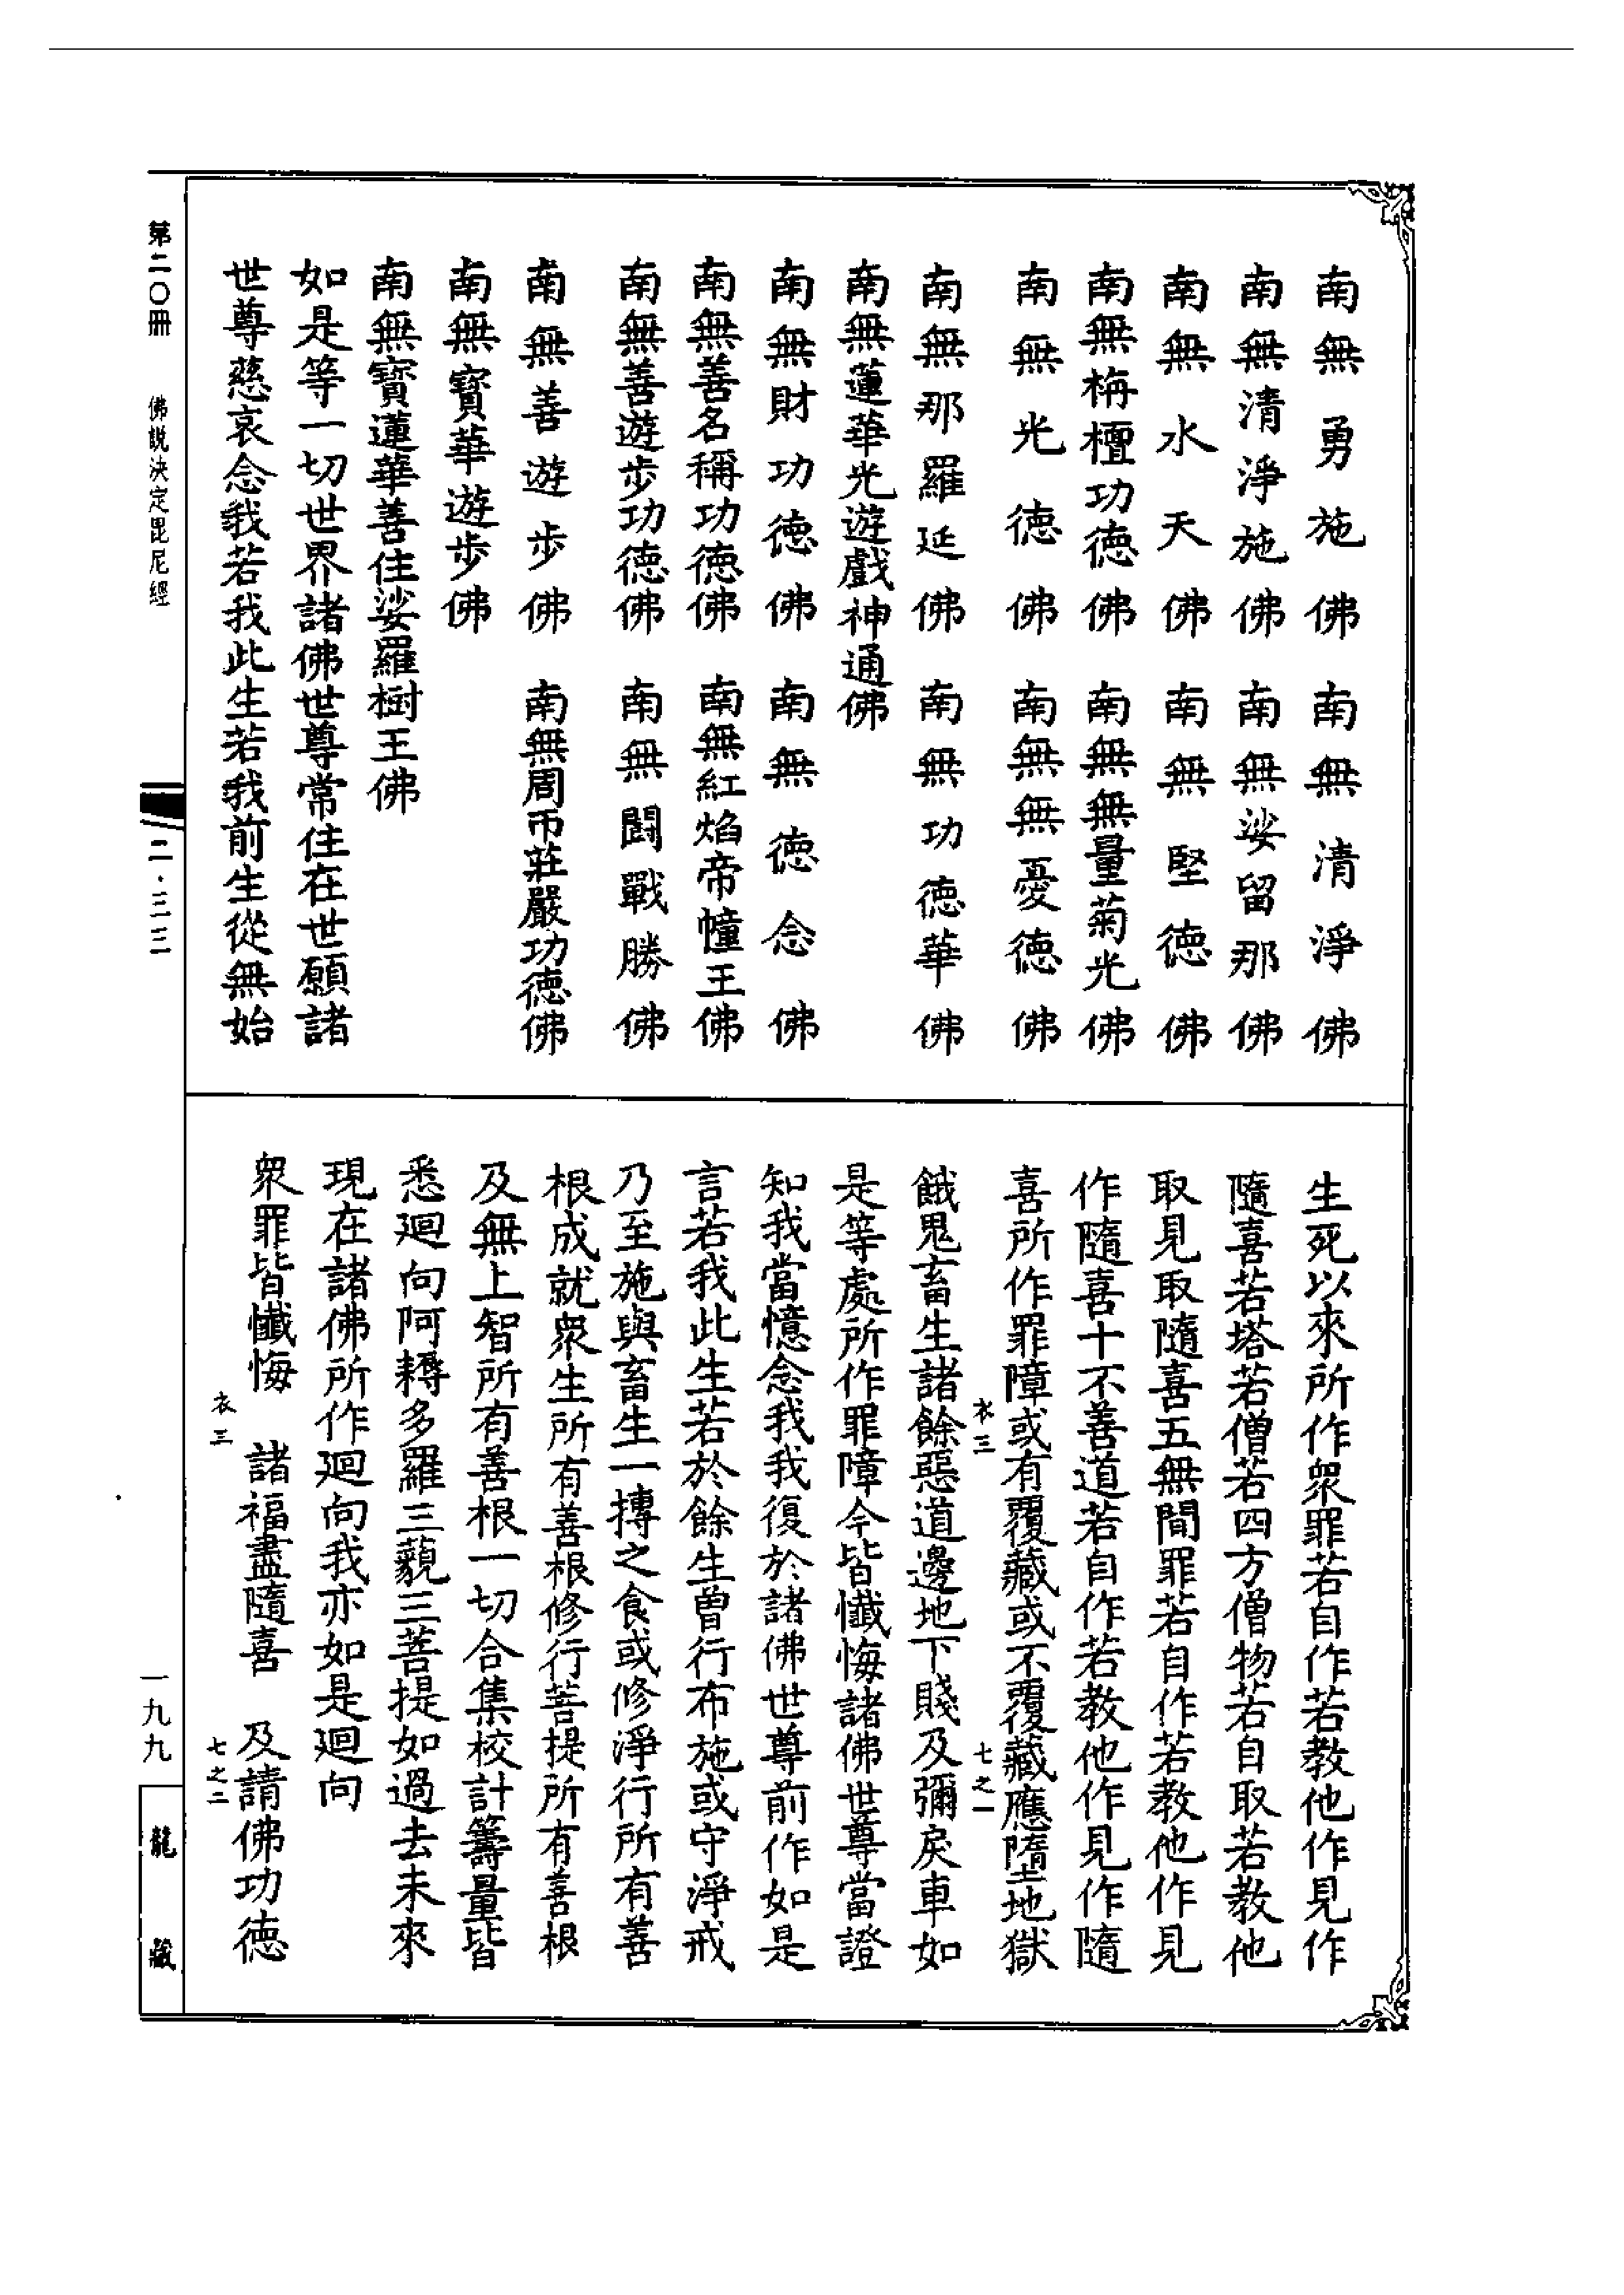 南無勇施佛　南無清淨佛
南無清淨施佛　南無娑留那佛
南無水天佛　南無堅德佛
南無栴檀功德佛　南無無量菊光佛
南無光德佛　南無無憂德佛
南無那羅延佛　南無功德華佛
南無蓮華光遊戲神通佛
南無財功德佛　南無德念佛
南無善名稱功德佛　南無紅焰帝幢王佛
南無善遊步功德佛　南無鬪戰勝佛
南無善遊步佛　南無周帀莊嚴功德佛
南無寶華遊步佛
南無寶蓮華善住娑羅樹王佛
如是等一切世界諸佛世尊常住在世願諸
世尊慈哀念我若我此生若我前生從無始
生死以來所作衆罪若自作若教他作見作
隨喜若塔若僧若四方僧物若自取若教他
取見取隨喜五無間罪若自作若教他作見
作隨喜十不善道若自作若教他作見作隨
喜所作罪障或有覆藏或不覆藏應墮地獄
衣三　七之一
餓鬼畜生諸餘惡道邊地下賤及彌戾車如
是等處所作罪障今皆懺悔諸佛世尊當證
知我當憶念我我復於諸佛世尊前作如是
言若我此生若於餘生曾行布施或守淨戒
乃至施與畜生一摶之食或修淨行所有善
根成就衆生所有善根修行菩提所有善根
及無上智所有善根一切合集校計籌量皆
悉迴向阿耨多羅三藐三菩提如過去未來
現在諸佛所作迴向我亦如是迴向
衆罪皆懺悔　諸福盡隨喜　及請佛功德
衣三　七之二
第二〇冊　佛說決定毘尼經
二·三三
一九九
龍藏